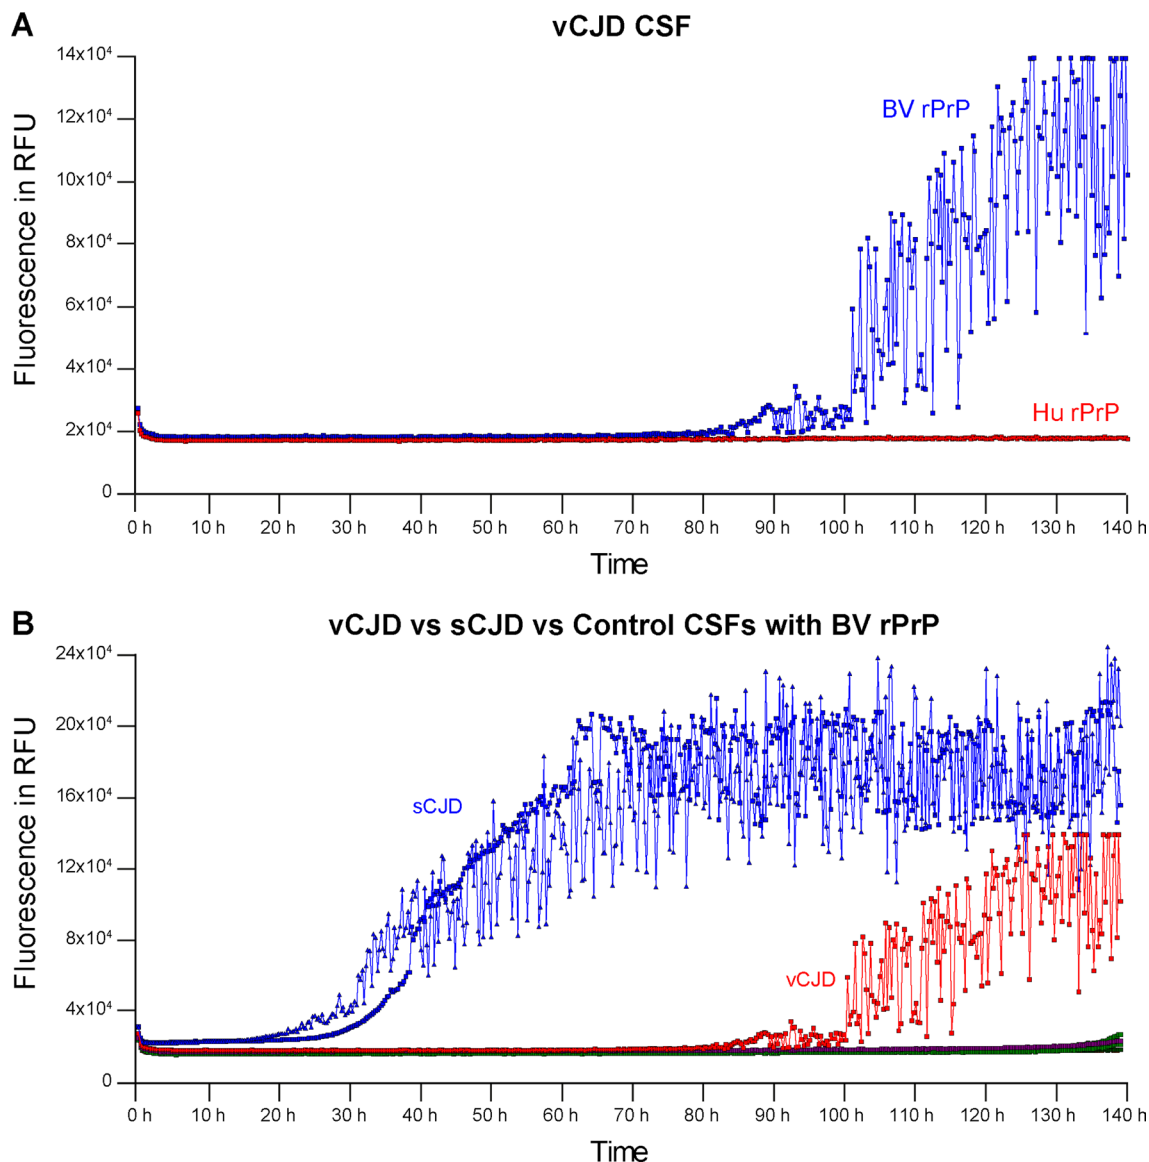 A
vCJD CSF
Fluorescence in RFU
14x10⁴
12x10⁴
10x10⁴
8x10⁴
6x10⁴
4x10⁴
2x10⁴
0
BV rPrP
Hu rPrP
0 h 10 h 20 h 30 h 40 h 50 h 60 h 70 h 80 h 90 h 100 h 110 h 120 h 130 h 140 h
Time
B
vCJD vs sCJD vs Control CSFs with BV rPrP
Fluorescence in RFU
24x10⁴
20x10⁴
16x10⁴
12x10⁴
8x10⁴
4x10⁴
0
sCJD
vCJD
0 h 10 h 20 h 30 h 40 h 50 h 60 h 70 h 80 h 90 h 100 h 110 h 120 h 130 h 140 h
Time